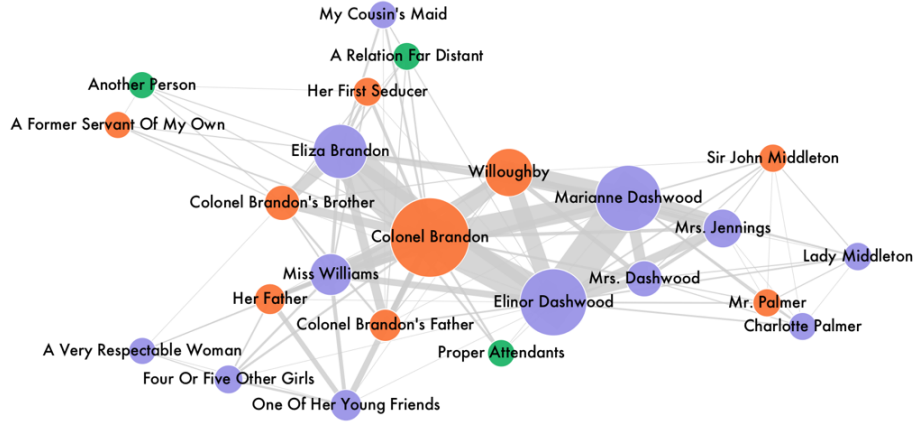 My Cousin's Maid
A Relation Far Distant
Another Person
Her First Seducer
A Former Servant Of My Own
Eliza Brandon
Sir John Middleton
Willoughby
Marianne Dashwood
Colonel Brandon's Brother
Mrs. Jennings
Colonel Brandon
Lady Middleton
Miss Williams
Mrs. Dashwood
Her Father
Elinor Dashwood
Mr. Palmer
Colonel Brandon's Father
Charlotte Palmer
A Very Respectable Woman
Proper Attendants
Four Or Five Other Girls
One Of Her Young Friends